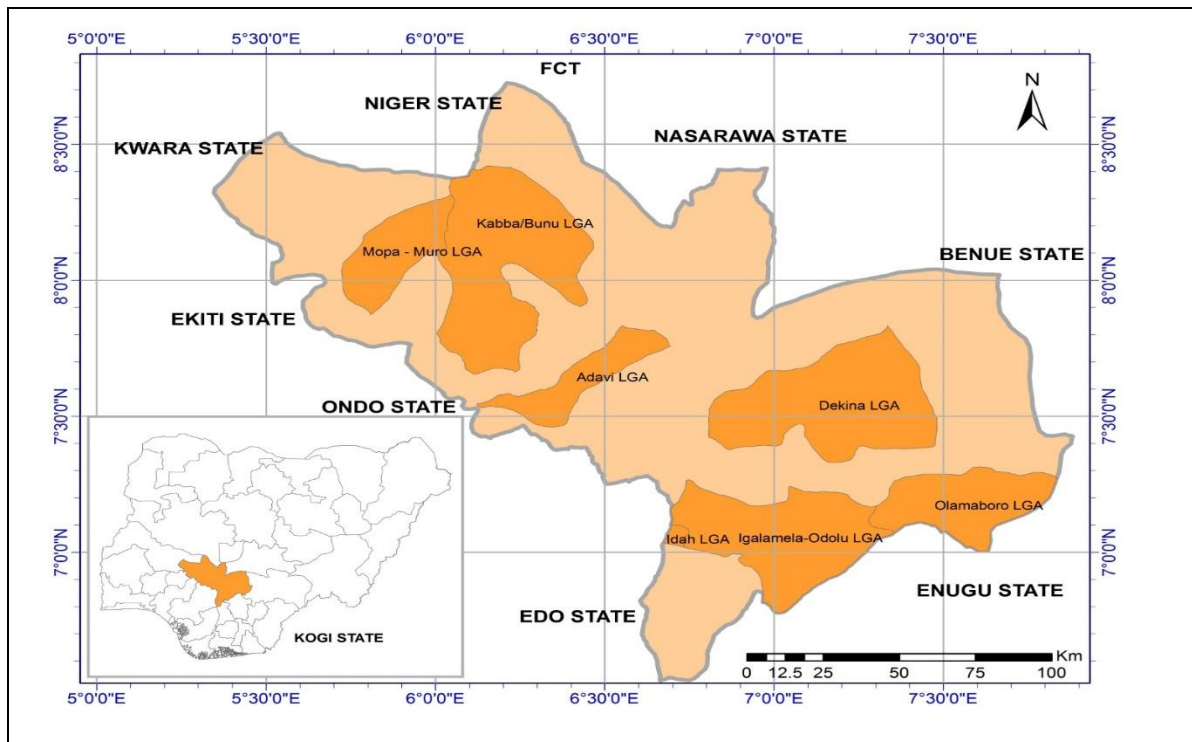 5°0'0"E 5°30'0"E 6°0'0"E 6°30'0"E 7°0'0"E 7°30'0"E
FCT
NIGER STATE
N
KWARA STATE
NASARAWA STATE
8°30'0"N 8°30'0"N
Kabba/Bunu LGA
Mopa - Muro LGA
BENUE STATE
8°0'0"N 8°0'0"N
EKITI STATE
Adavi LGA
ONDO STATE
Dekina LGA
7°30'0"N 7°30'0"N
Olamaboro LGA
Idah LGA
Igalamela-Odolu LGA
7°0'0"N 7°0'0"N
ENUGU STATE
EDO STATE
KOGI STATE
Km
0 12.5 25 50 75 100
5°0'0"E 5°30'0"E 6°0'0"E 6°30'0"E 7°0'0"E 7°30'0"E